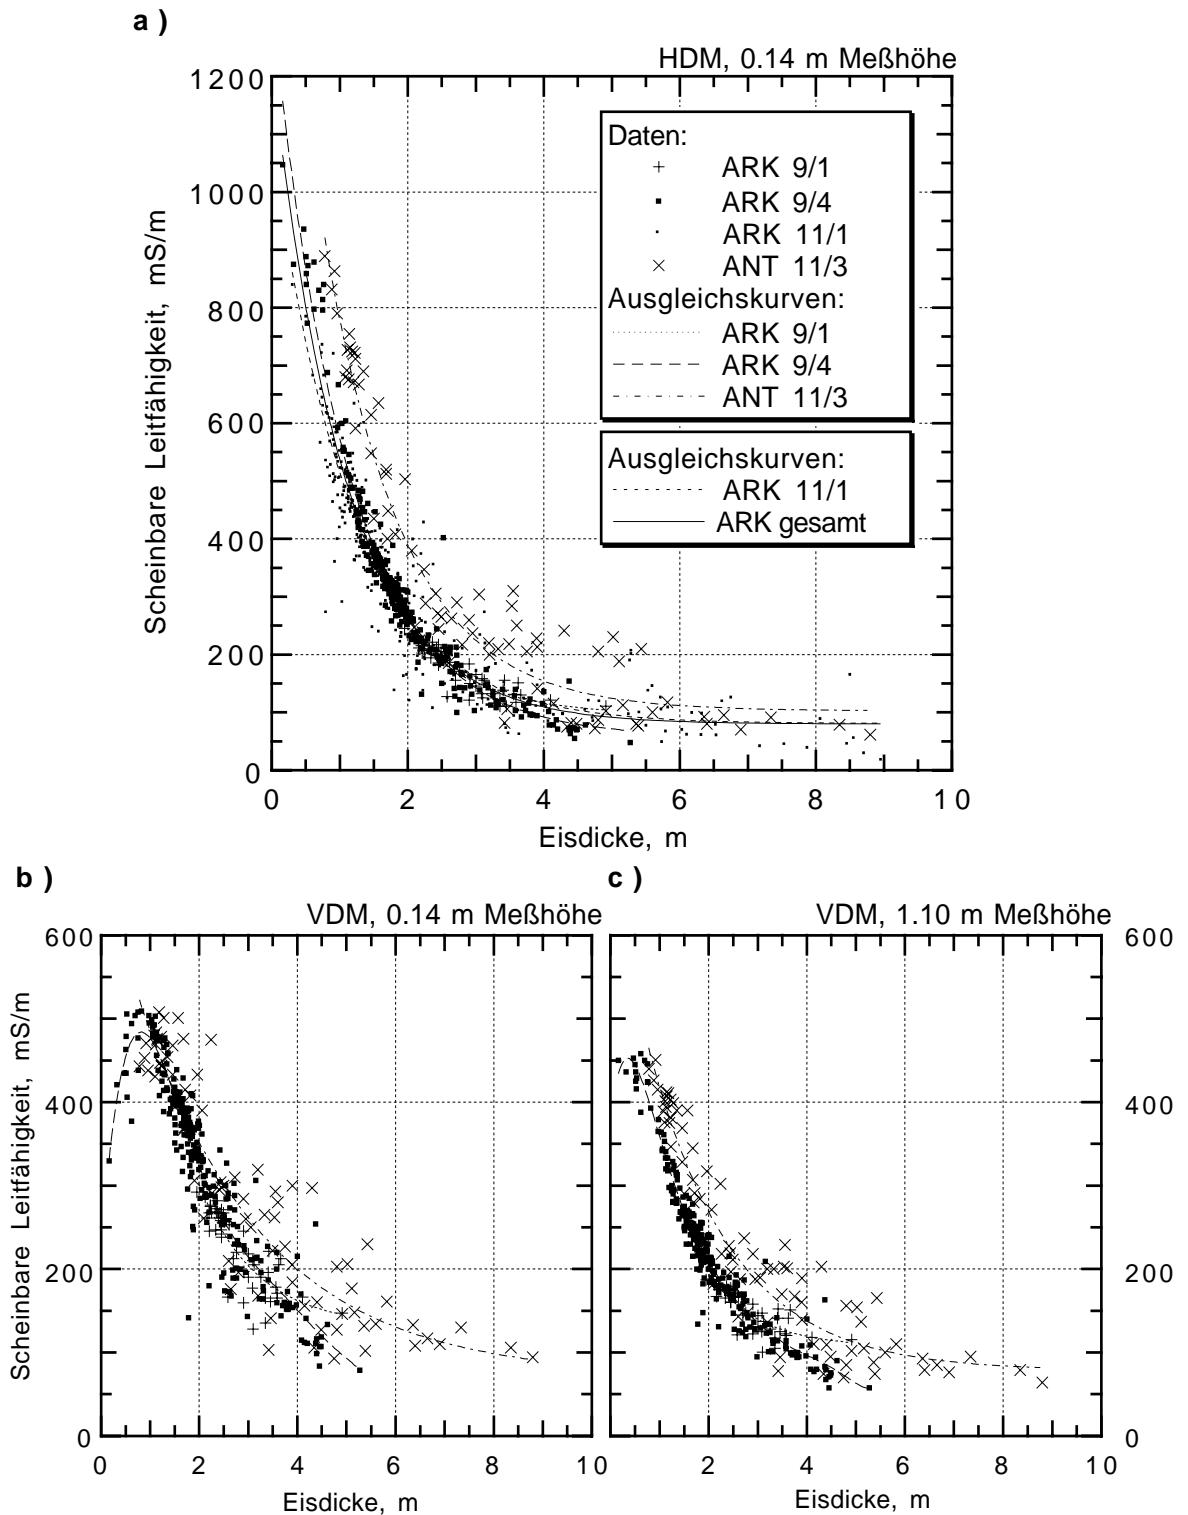 a )
HDM, 0.14 m Meßhöhe
1200
1000
800
600
400
200
0
Scheinbare Leitfähigkeit, mS/m
Daten:
ARK 9/1
ARK 9/4
ARK 11/1
ANT 11/3
Ausgleichskurven:
ARK 9/1
ARK 9/4
ANT 11/3
Ausgleichskurven:
ARK 11/1
ARK gesamt
0 2 4 6 8 10
Eisdicke, m
b )
VDM, 0.14 m Meßhöhe
600
400
200
0
Scheinbare Leitfähigkeit, mS/m
0 2 4 6 8 10
Eisdicke, m
c )
VDM, 1.10 m Meßhöhe
600
400
200
0
2 4 6 8 10
Eisdicke, m